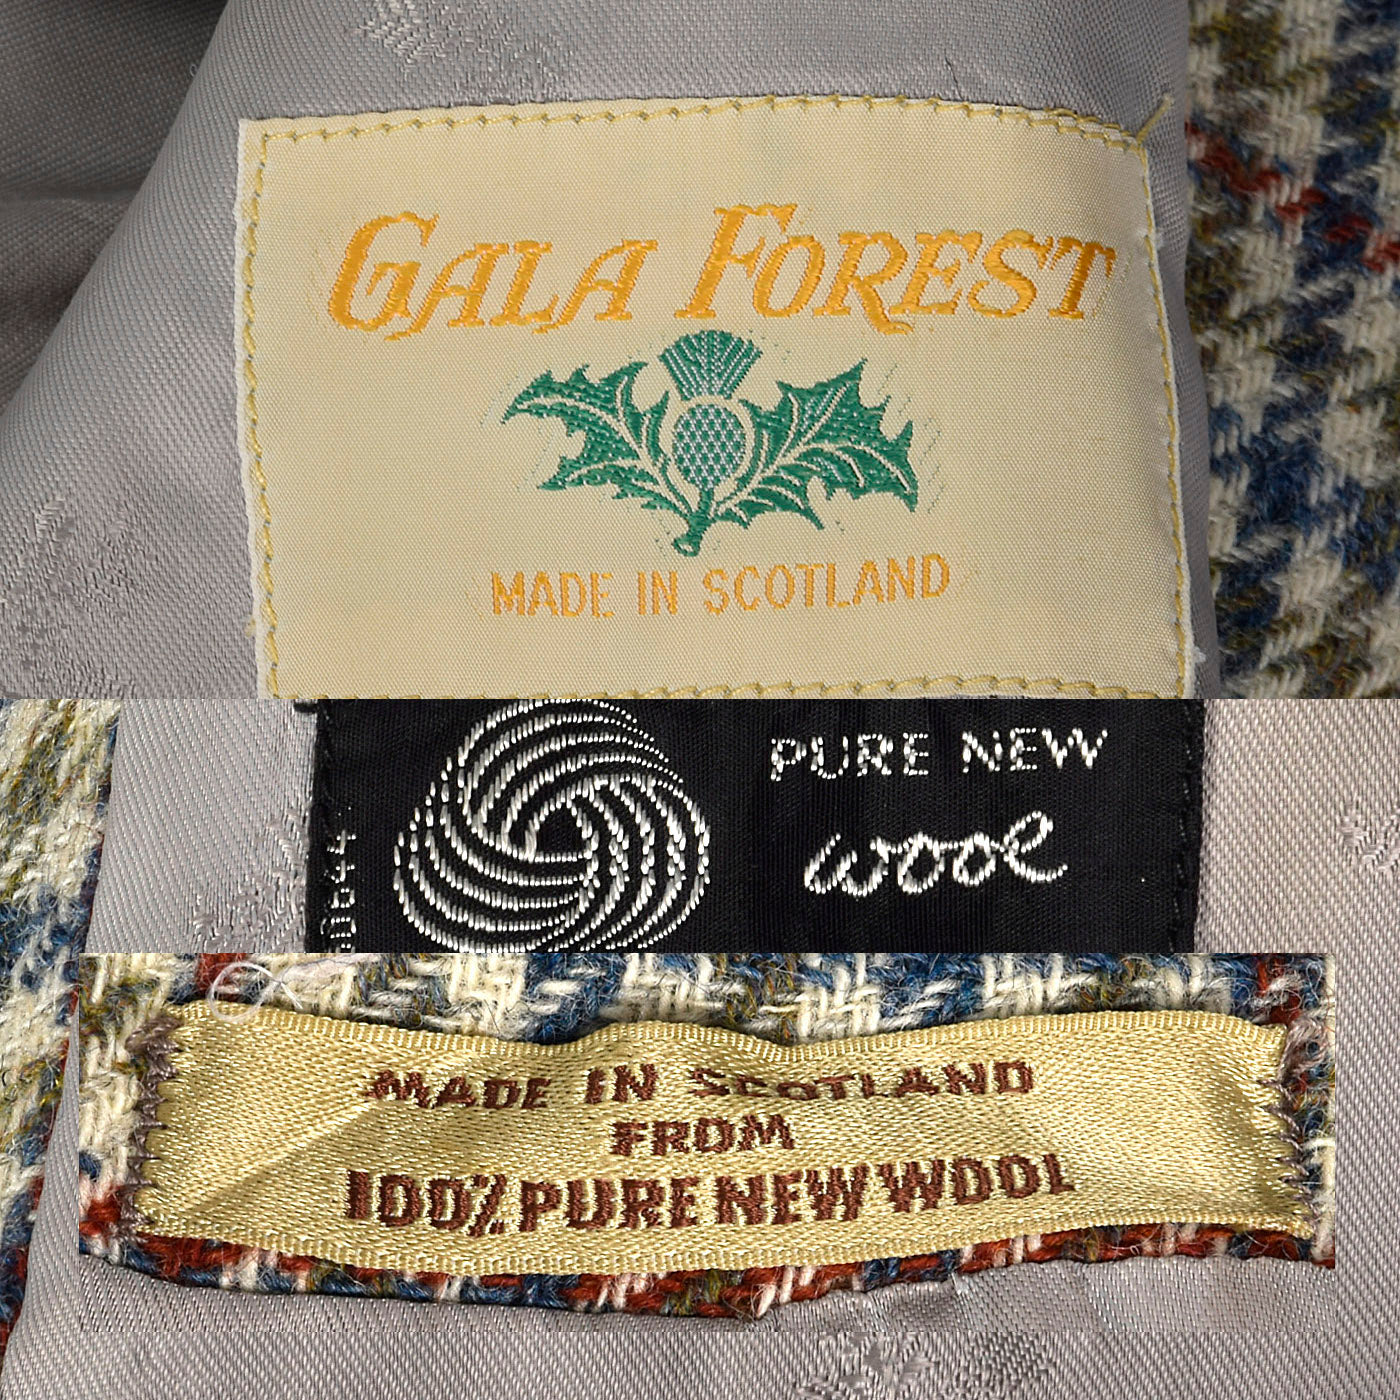 GALA FOREST
MADE IN SCOTLAND
PURE NEW
wool
MADE IN SCOTLAND
FROM
100% PURE NEW WOOL